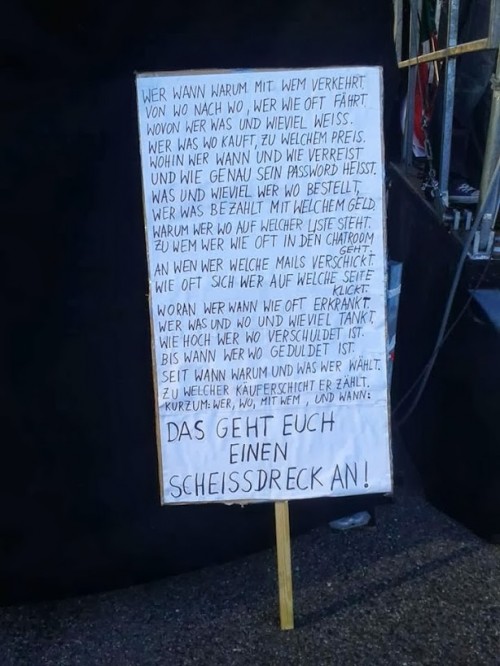 WER WANN WARUM MIT WEM VERKEHRT.
VON WO NACH WO, WER WIE OFT FÄHRT.
WOVON WER WAS UND WIEVIEL WEISS.
WER WAS WO KAUFT, ZU WELCHEM PREIS.
WOHIN WER WANN UND WIE VERREIST
UND WIE GENAU SEIN PASSWORD HEISST.
WAS UND WIEVIEL WER WO BESTELLT,
WER WAS BEZAHLT MIT WELCHEM GELD,
WARUM WER WO AUF WELCHER LISTE STEHT.
ZU WEM WER WIE OFT IN DEN CHATROOM
GEHT.
AN WEN WER WELCHE MAILS VERSCHICKT
WIE OFT SICH WER AUF WELCHE SEITE
KLICKT.
WORAN WER WANN WIE OFT ERKRANKT.
WER WAS UND WO UND WIEVIEL TANKT.
WIE HOCH WER WO VERSCHULDET IST.
BIS WANN WER WO GEDULDET IST.
SEIT WANN WARUM UND WAS WER WÄHLT.
ZU WELCHER KÄUFERSCHICHT ER ZÄHLT.
KURZUM: WER, WO, MIT WEM, UND WANN:
DAS GEHT EUCH
EINEN
SCHEISSDRECK AN!